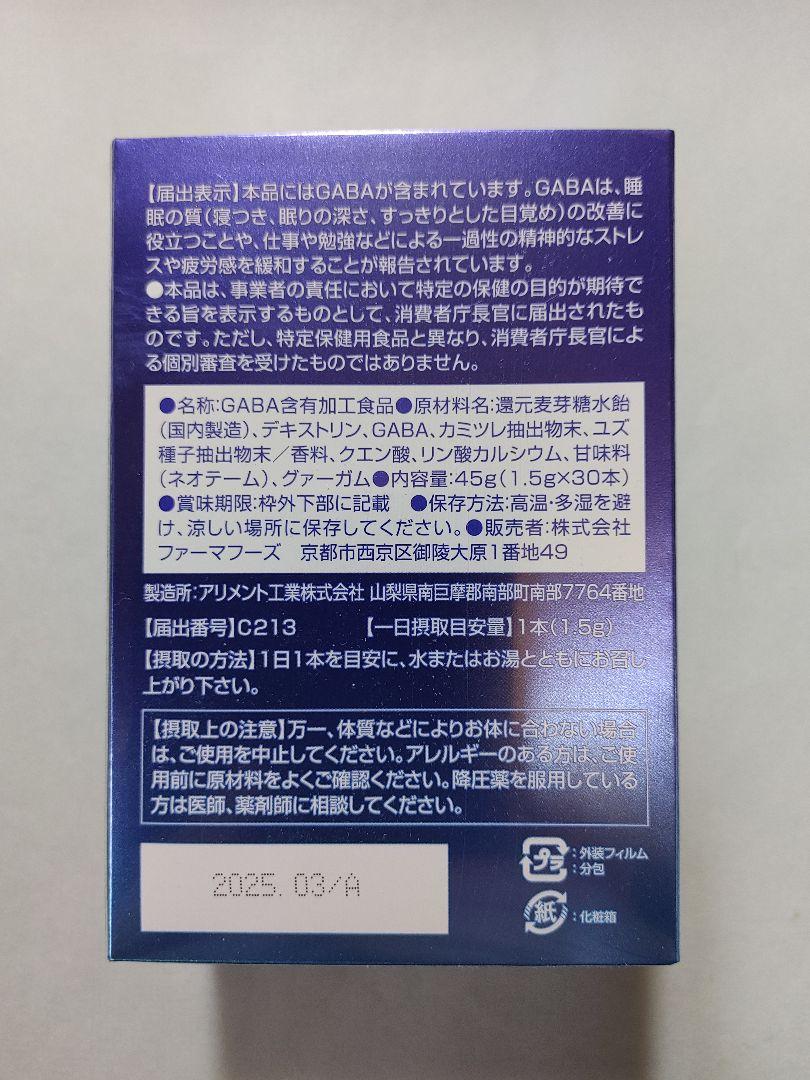 【届出表示】本品にはGABAが含まれています。GABAは、睡
眠の質(寝つき、眠りの深さ、すっきりとした目覚め)の改善に
役立つことや、仕事や勉強などによる一過性の精神的なストレ
スや疲労感を緩和することが報告されています。
●本品は、事業者の責任において特定の保健の目的が期待で
きる旨を表示するものとして、消費者庁長官に届出されたも
のです。ただし、特定保健用食品と異なり、消費者庁長官によ
る個別審査を受けたものではありません。
●名称:GABA含有加工食品●原材料名:還元麦芽糖水飴
(国内製造)、デキストリン、GABA、カミツレ抽出物末、ユズ
種子抽出物末/香料、クエン酸、リン酸カルシウム、甘味料
(ネオテーム)、グァーガム●内容量:45g(1.5g×30本)
●賞味期限:枠外下部に記載 ●保存方法:高温・多湿を避
け、涼しい場所に保存してください。●販売者:株式会社
ファーマフーズ 京都市西京区御陵大原1番地49
製造所:アリメント工業株式会社 山梨県南巨摩郡南部町南部7764番地
【届出番号】C213 【一日摂取目安量】1本(1.5g)
【摂取の方法】1日1本を目安に、水またはお湯とともにお召し
上がり下さい。
【摂取上の注意】万一、体質などによりお体に合わない場合
は、ご使用を中止してください。アレルギーのある方は、ご使
用前に原材料をよくご確認ください。降圧薬を服用している
方は医師、薬剤師に相談してください。
プラ:外装フィルム
:分包
紙:化粧箱
2025.03/A